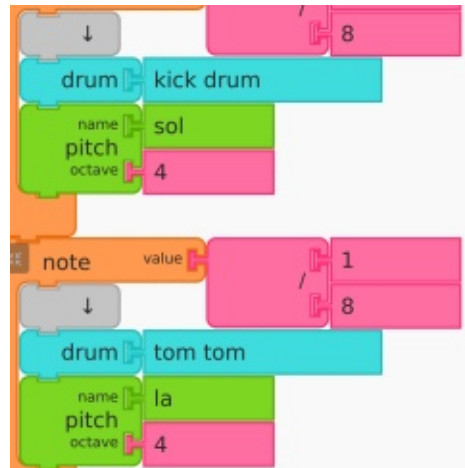 /
↓ 8
drum kick drum
name sol
pitch
octave 4
note value 1
/
↓ 8
drum tom tom
name la
pitch
octave 4